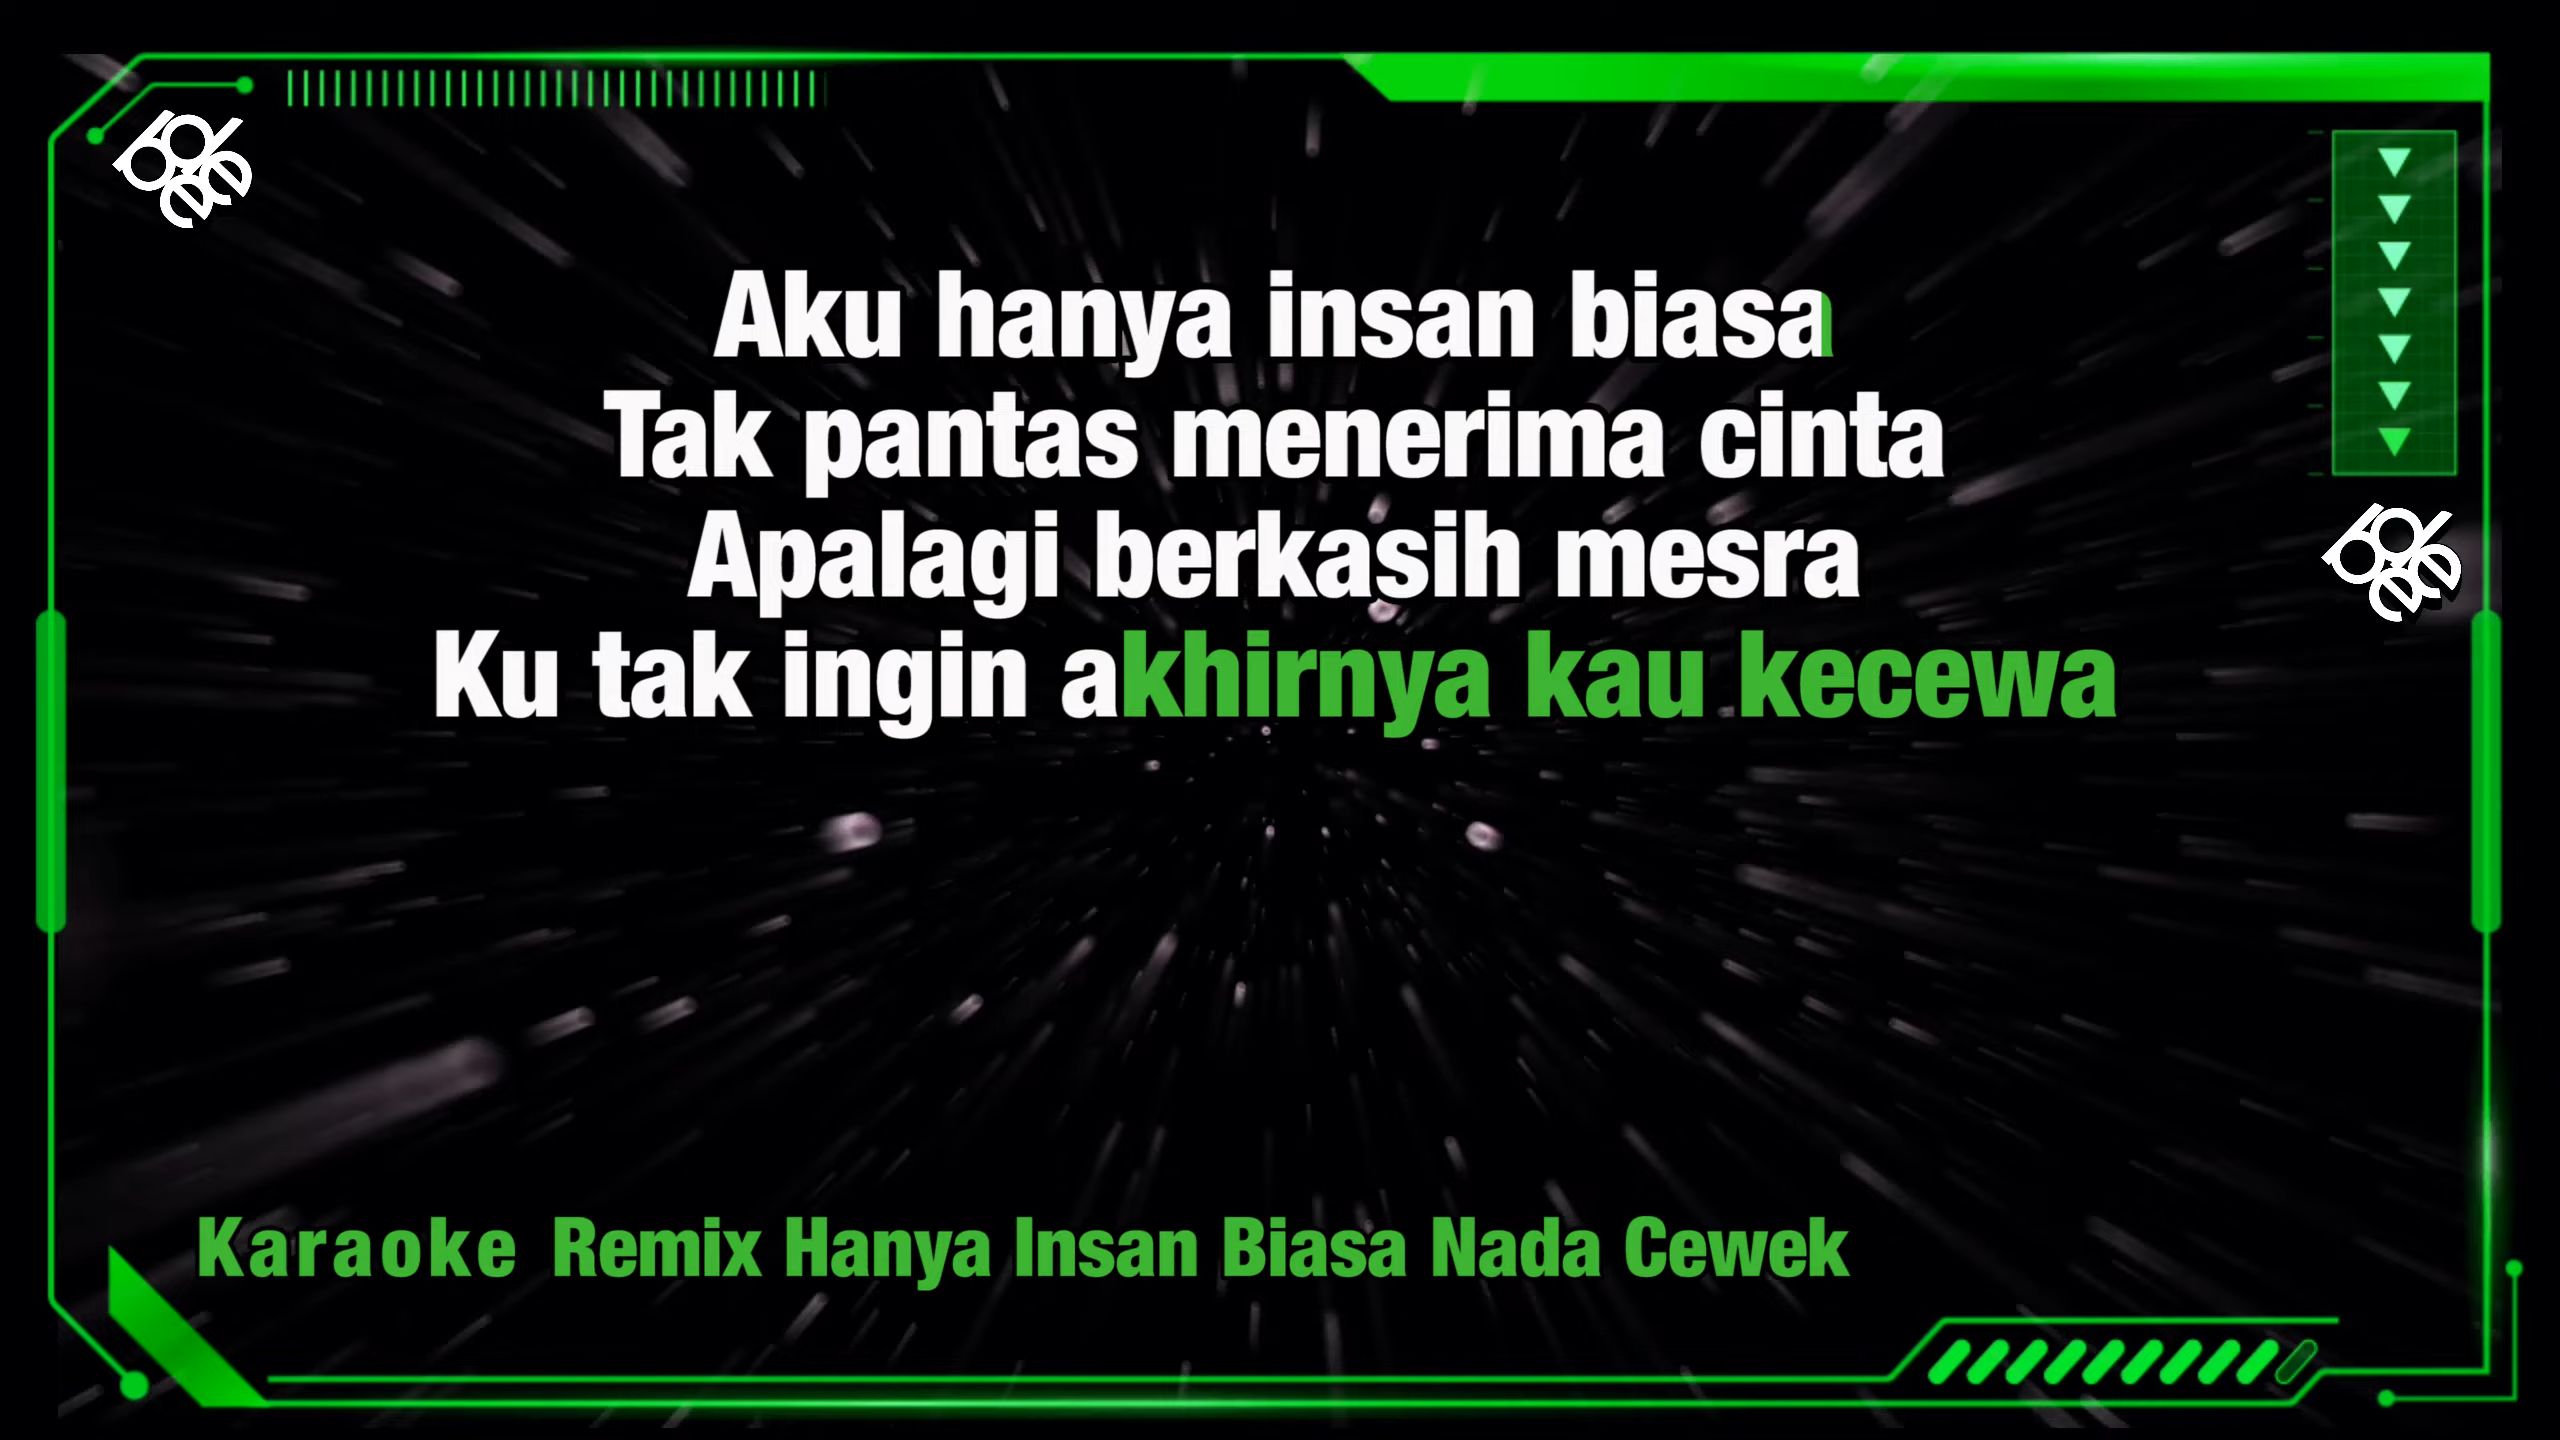 Aku hanya insan biasa
Tak pantas menerima cinta
Apalagi berkasih mesra
Ku tak ingin akhirnya kau kecewa
Karaoke Remix Hanya Insan Biasa Nada Cewek